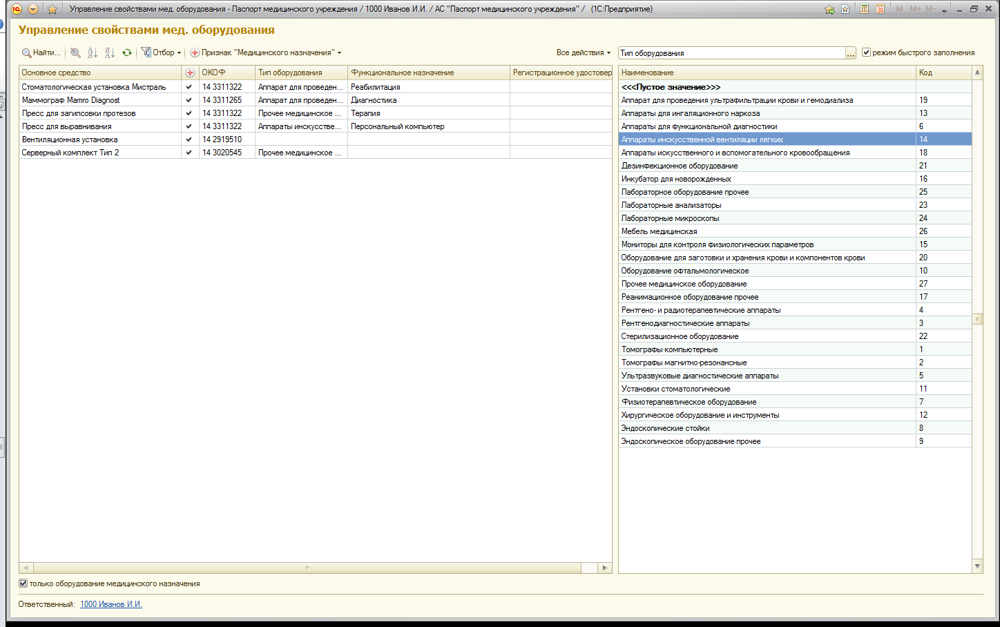 Управление свойствами мед. оборудования - Паспорт медицинского учреждения / 1000 Иванов И.И. / АС "Паспорт медицинского учреждения" / (1С:Предприятие)
M M+ M-
Управление свойствами мед. оборудования
Найти... Отбор Признак "Медицинского назначения" Все действия Тип оборудования ... режим быстрого заполнения
Основное средство ОКОФ Тип оборудования Функциональное назначение Регистрационное удостовер
Стоматологическая установка Мистраль 14 3311322 Аппарат для проведен... Реабилитация
Маммограф Mamro Diagnost 14 3311265 Аппарат для проведен... Диагностика
Пресс для загипсовки протезов 14 3311322 Прочее медицинское ... Терапия
Пресс для выравнивания 14 3311322 Аппараты инскусстве... Персональный компьютер
Вентиляционная установка 14 2919510
Серверный комплект Тип 2 14 3020545 Прочее медицинское ...
Наименование Код
<<<Пустое значение>>>
Аппарат для проведения ультрафильтрации крови и гемодиализа 19
Аппараты для ингаляционного наркоза 13
Аппараты для функциональной диагностики 6
Аппараты инскусственной вентиляции легких 14
Аппараты искусственного и вспомогательного кровообращения 18
Дезинфекционное оборудование 21
Инкубатор для новорожденных 16
Лабораторное оборудование прочее 25
Лабораторные анализаторы 23
Лабораторные микроскопы 24
Мебель медицинская 26
Мониторы для контроля физиологических параметров 15
Оборудование для заготовки и хранения крови и компонентов крови 20
Оборудование офтальмологическое 10
Прочее медицинское оборудование 27
Реанимационное оборудование прочее 17
Рентгено- и радиотерапевтические аппараты 4
Рентгенодиагностические аппараты 3
Стерилизационное оборудование 22
Томографы компьютерные 1
Томографы магнитно-резонансные 2
Ультразвуковые диагностические аппараты 5
Установки стоматологические 11
Физиотерапевтическое оборудование 7
Хирургическое оборудование и инструменты 12
Эндоскопические стойки 8
Эндоскопическое оборудование прочее 9
только оборудование медицинского назначения
Ответственный: 1000 Иванов И.И.